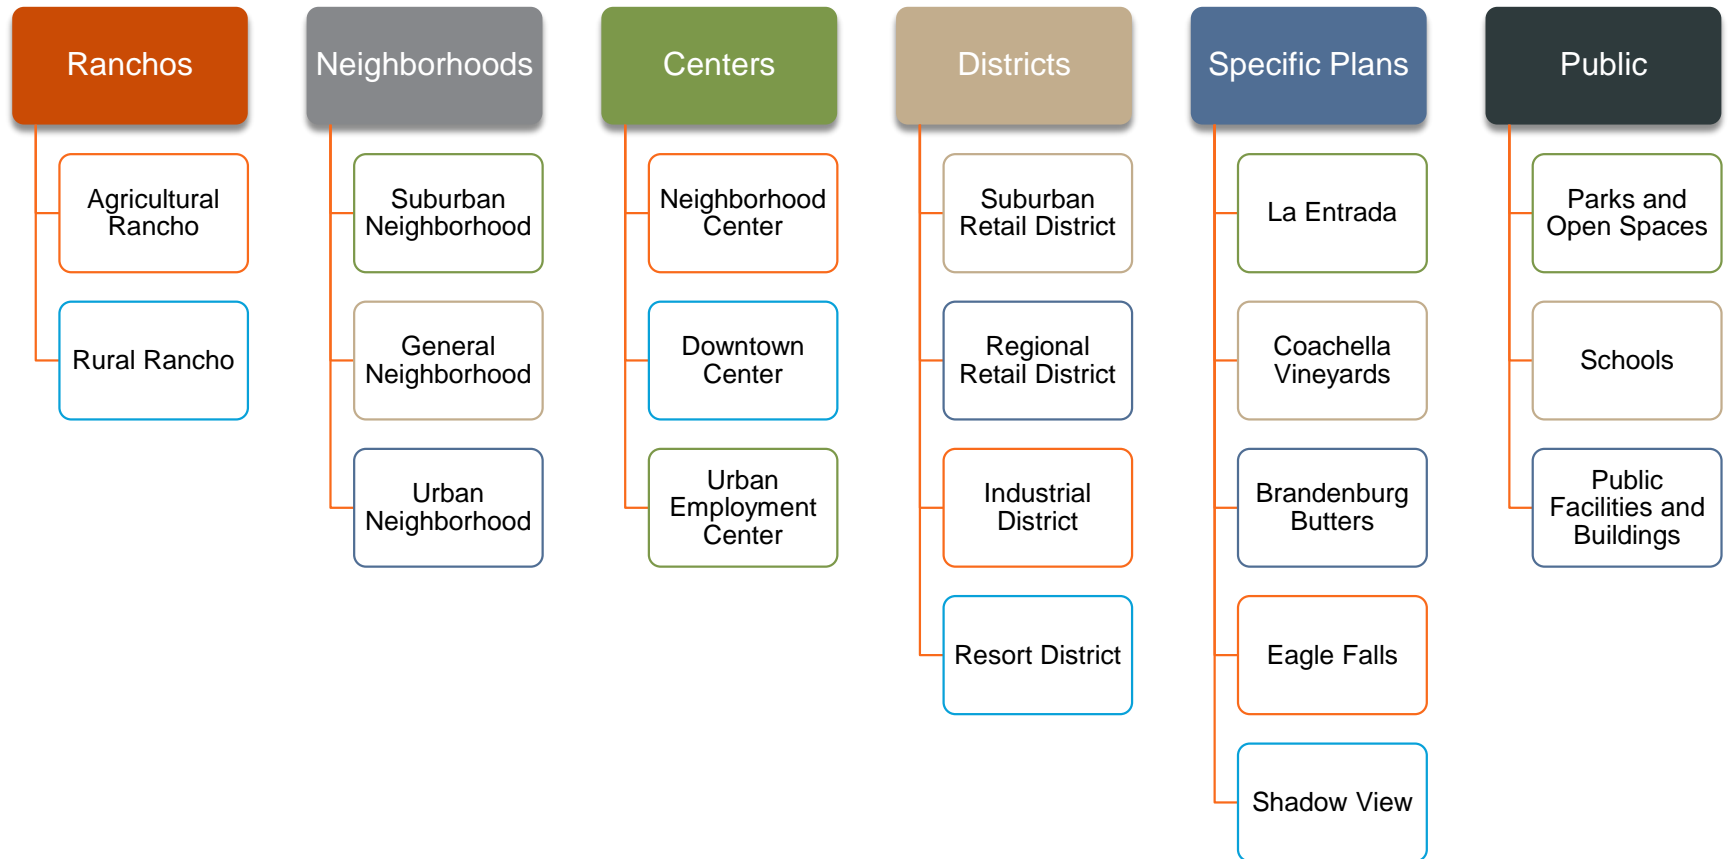 Ranchos
Agricultural
Rancho
Rural Rancho
Neighborhoods
Suburban
Neighborhood
General
Neighborhood
Urban
Neighborhood
Centers
Neighborhood
Center
Downtown
Center
Urban
Employment
Center
Districts
Suburban
Retail District
Regional
Retail District
Industrial
District
Resort District
Specific Plans
La Entrada
Coachella
Vineyards
Brandenburg
Butters
Eagle Falls
Shadow View
Public
Parks and
Open Spaces
Schools
Public
Facilities and
Buildings